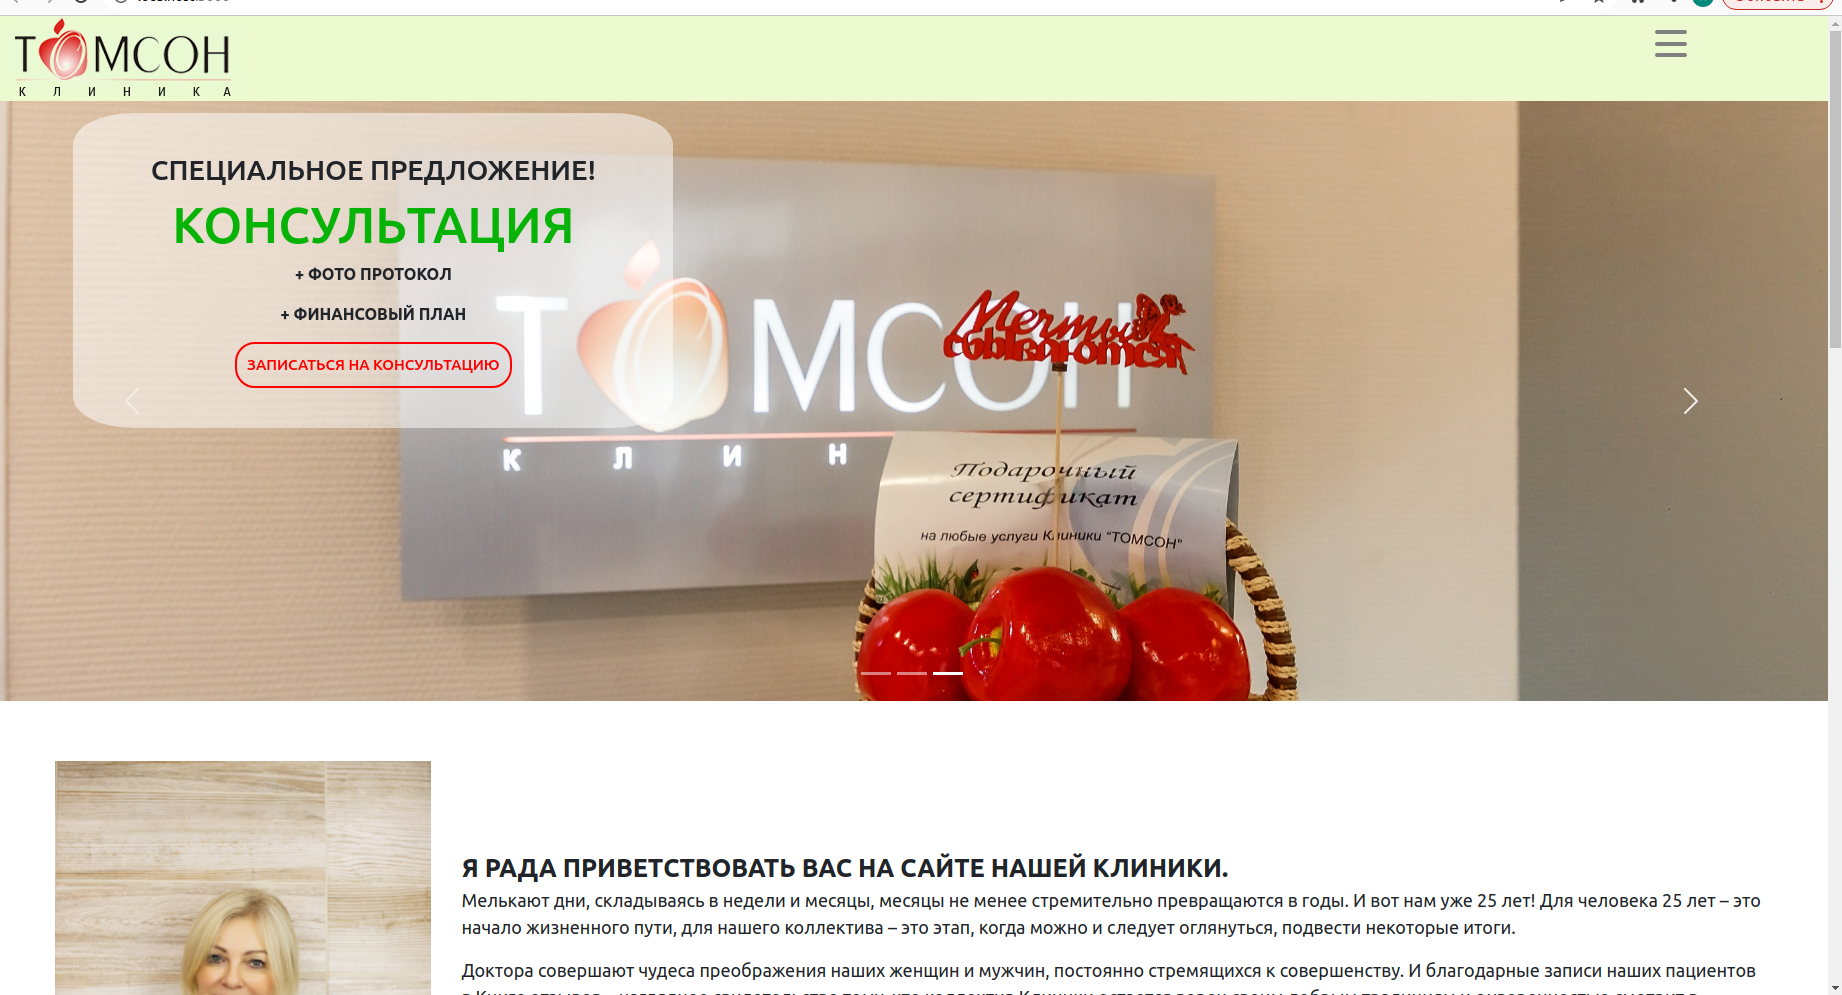 ТОМСОН
КЛИНИКА
СПЕЦИАЛЬНОЕ ПРЕДЛОЖЕНИЕ!
КОНСУЛЬТАЦИЯ
+ ФОТО ПРОТОКОЛ
+ ФИНАНСОВЫЙ ПЛАН
ЗАПИСАТЬСЯ НА КОНСУЛЬТАЦИЮ
ТОМСОН
КЛИН
Мечты
сбываются
Подарочный
сертификат
на любые услуги Клиники "ТОМСОН"
Я РАДА ПРИВЕТСТВОВАТЬ ВАС НА САЙТЕ НАШЕЙ КЛИНИКИ.
Мелькают дни, складываясь в недели и месяцы, месяцы не менее стремительно превращаются в годы. И вот нам уже 25 лет! Для человека 25 лет – это
начало жизненного пути, для нашего коллектива – это этап, когда можно и следует оглянуться, подвести некоторые итоги.
Доктора совершают чудеса преображения наших женщин и мужчин, постоянно стремящихся к совершенству. И благодарные записи наших пациентов